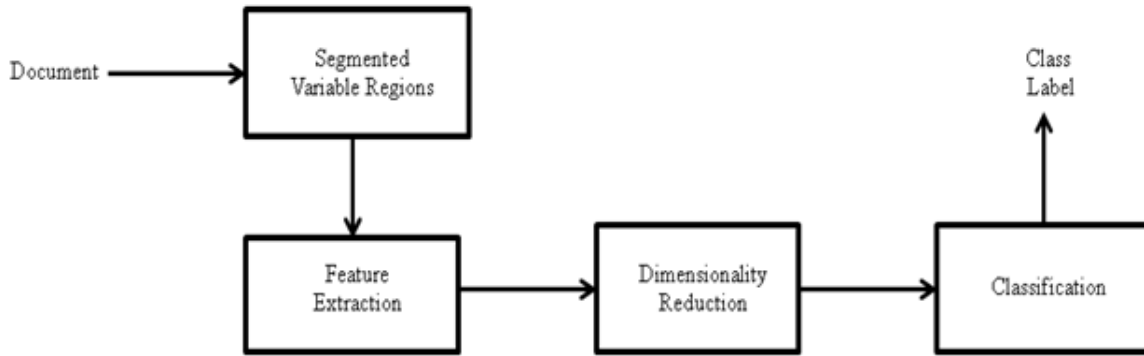 Document
Segmented
Variable Regions
Feature
Extraction
Dimensionality
Reduction
Classification
Class
Label